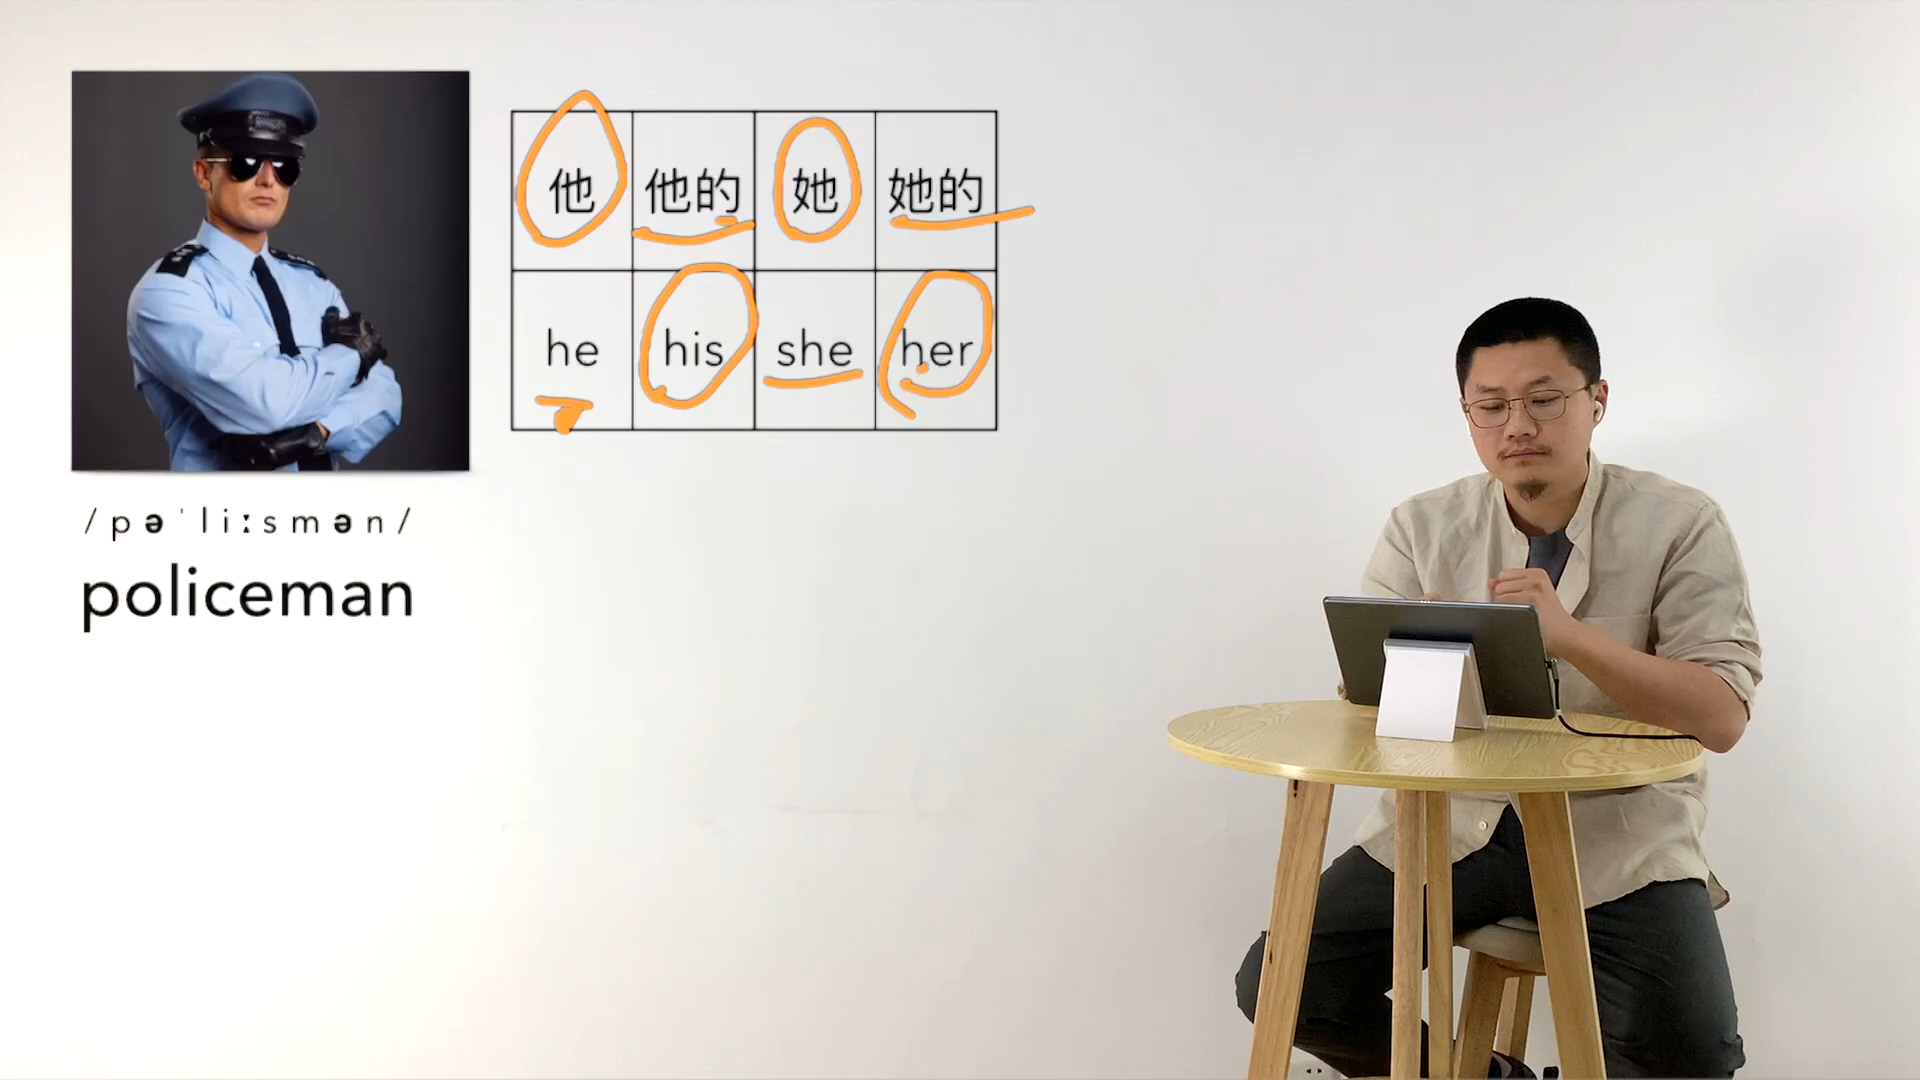 他 他的 她 她的
he his she her
/pəˈliːsmən/
policeman